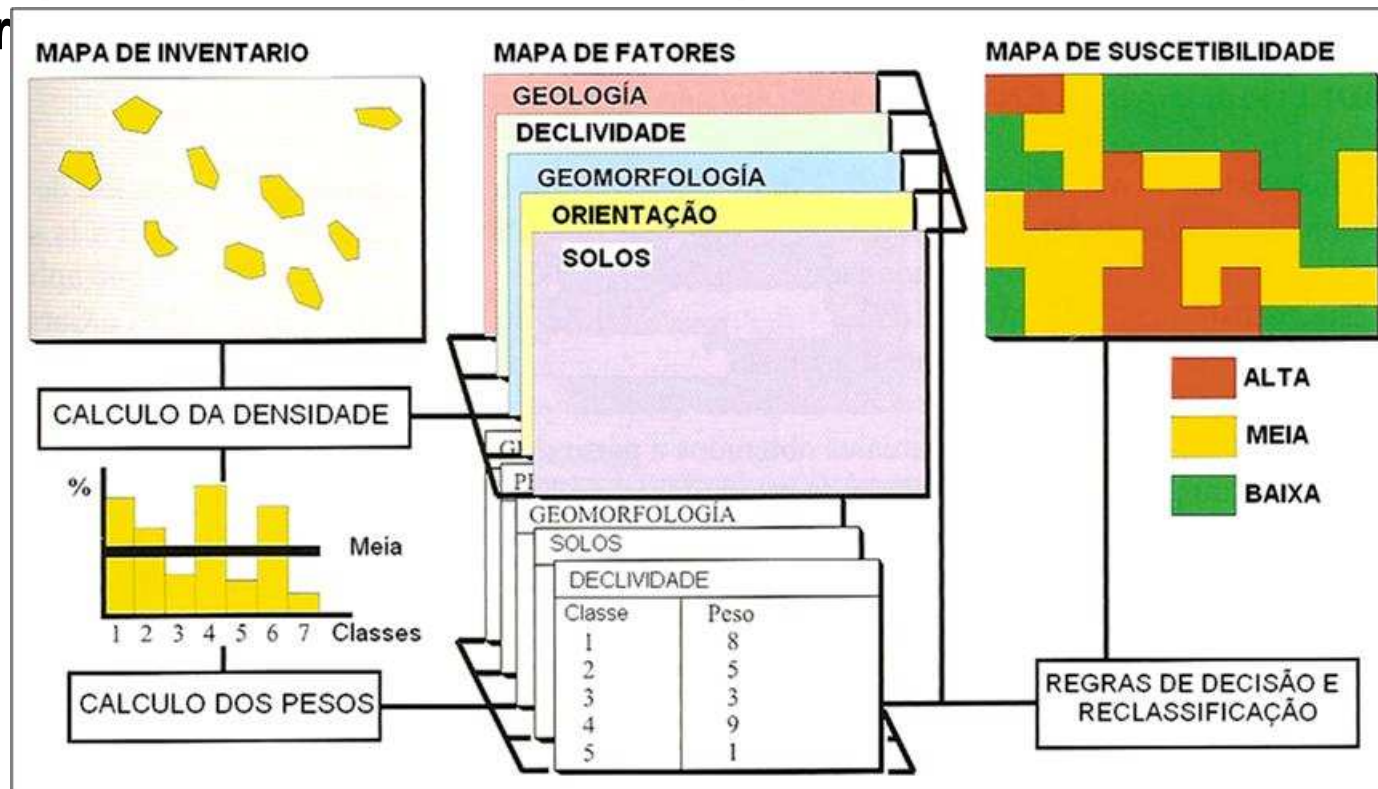 MAPA DE INVENTARIO
MAPA DE FATORES
GEOLOGÍA
DECLIVIDADE
GEOMORFOLOGÍA
ORIENTAÇÃO
SOLOS
MAPA DE SUSCETIBILIDADE
ALTA
MEIA
BAIXA
CALCULO DA DENSIDADE
%
Meia
1 2 3 4 5 6 7 Classes
CALCULO DOS PESOS
GEOMORFOLOGÍA
SOLOS
DECLIVIDADE
Classe Peso
1 8
2 5
3 3
4 9
5 1
REGRAS DE DECISÃO E
RECLASSIFICAÇÃO